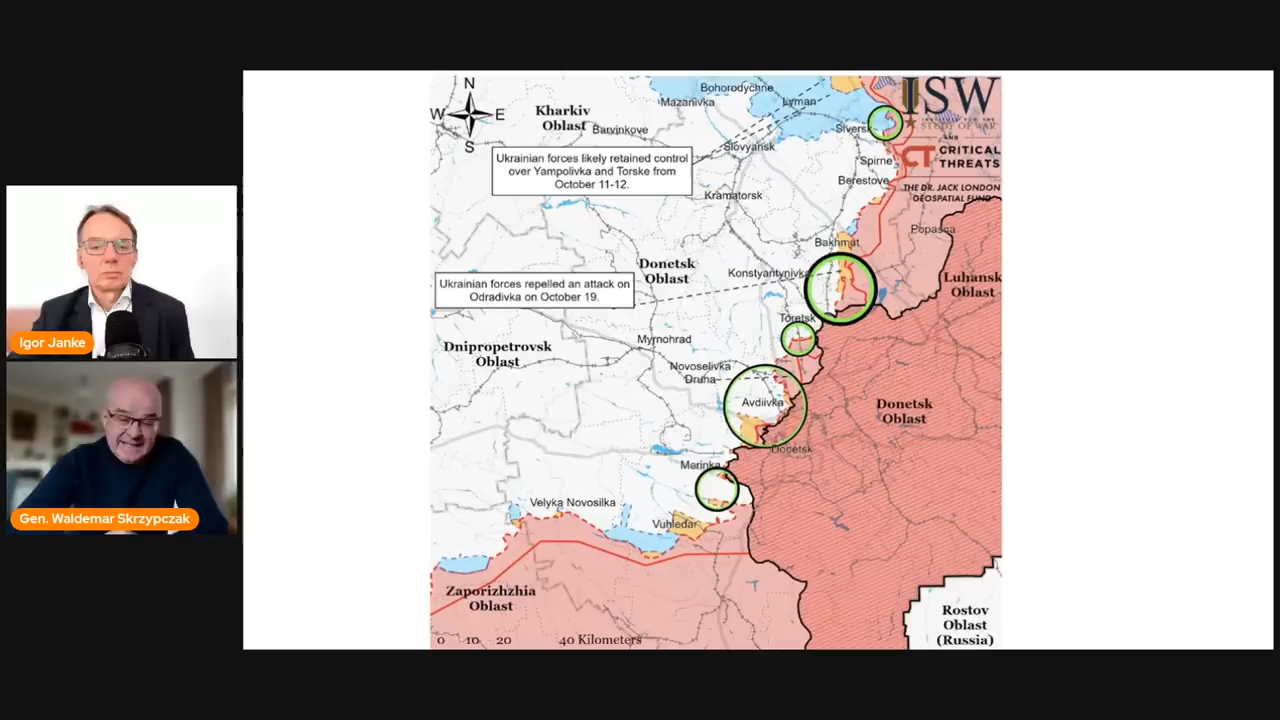 Igor Janke
Gen. Waldemar Skrzypczak
N
W
E
S
Kharkiv
Oblast
Barvinkove
Mazanivka
Bohorodychne
Lyman
Siversk
Slovyansk
Spirne
Berestove
Kramatorsk
Popasna
Bakhmut
Ukrainian forces likely retained control
over Yampolivka and Torske from
October 11-12.
Donetsk
Oblast
Konstyantynivka
Luhansk
Oblast
Ukrainian forces repelled an attack on
Odradivka on October 19.
Toretsk
Dnipropetrovsk
Oblast
Myrnohrad
Novoselivka
Druha
Avdiivka
Donetsk
Oblast
Donetsk
Marinka
Velyka Novosilka
Vuhledar
Zaporizhzhia
Oblast
Rostov
Oblast
(Russia)
0 10 20 40 Kilometers
ISW
INSTITUTE FOR THE
STUDY OF WAR
AND
CT CRITICAL
THREATS
THE DR. JACK LONDON
GEOSPATIAL FUND